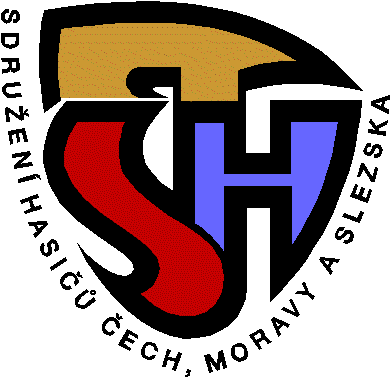 SH
SDRUŽENÍ HASIČŮ ČECH, MORAVY A SLEZSKA